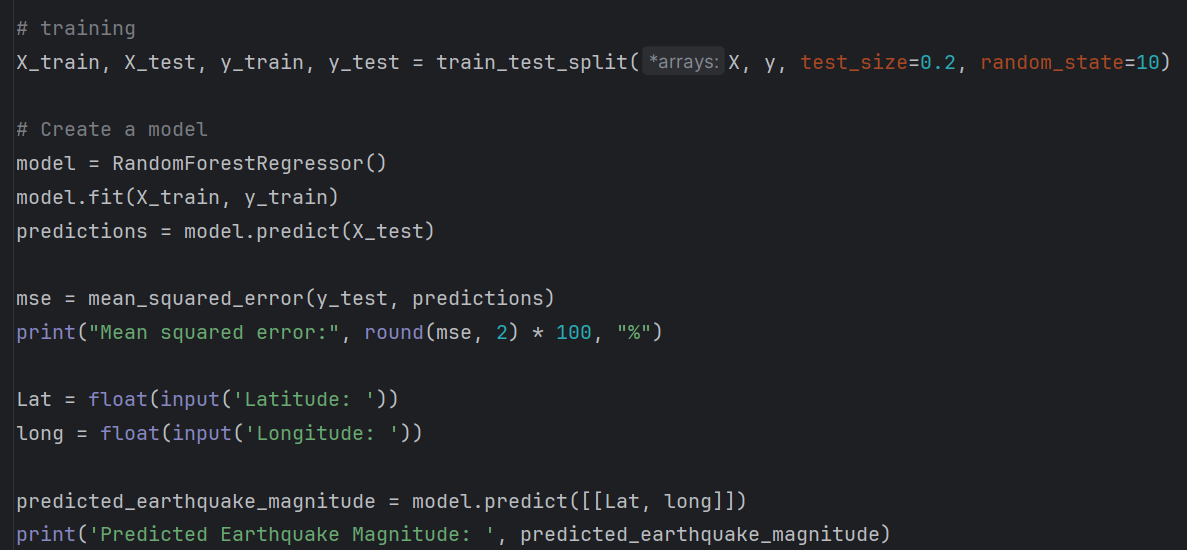 # training
X_train, X_test, y_train, y_test = train_test_split(*arrays: X, y, test_size=0.2, random_state=10)
# Create a model
model = RandomForestRegressor()
model.fit(X_train, y_train)
predictions = model.predict(X_test)
mse = mean_squared_error(y_test, predictions)
print("Mean squared error:", round(mse, 2) * 100, "%")
Lat = float(input('Latitude: '))
long = float(input('Longitude: '))
predicted_earthquake_magnitude = model.predict([[Lat, long]])
print('Predicted Earthquake Magnitude: ', predicted_earthquake_magnitude)